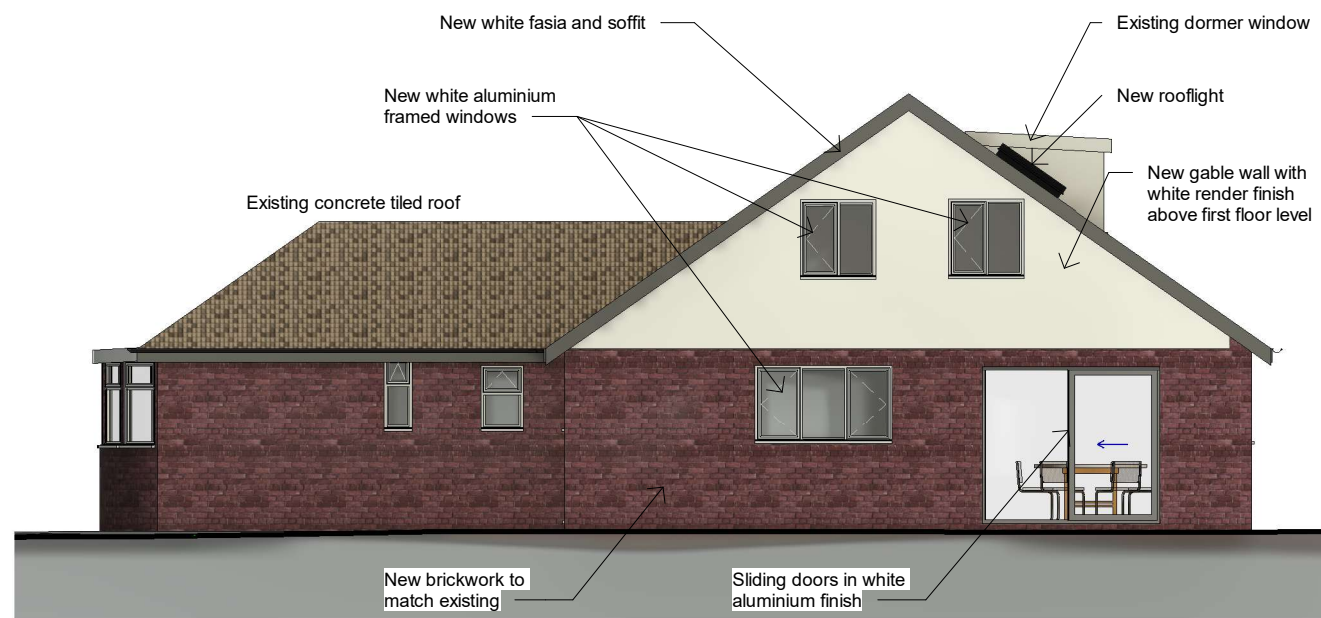 New white fasia and soffit
Existing dormer window
New white aluminium
framed windows
New rooflight
New gable wall with
white render finish
above first floor level
Existing concrete tiled roof
New brickwork to
match existing
Sliding doors in white
aluminium finish